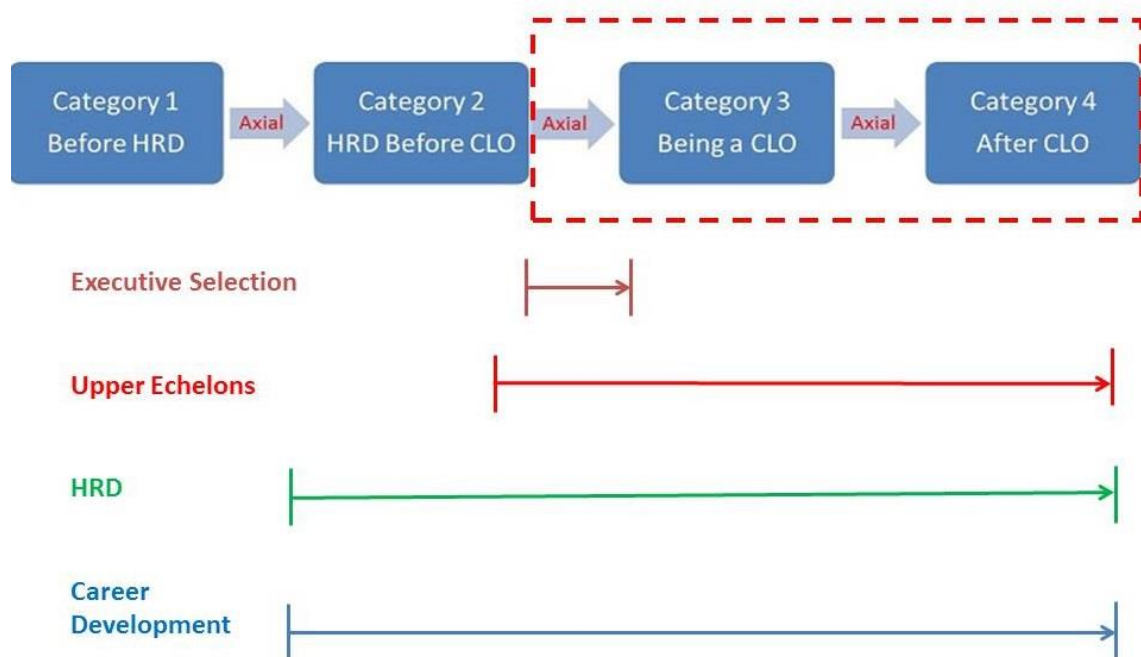 Category 1
Before HRD
Axial
Category 2
HRD Before CLO
Axial
Category 3
Being a CLO
Axial
Category 4
After CLO
Executive Selection
Upper Echelons
HRD
Career
Development